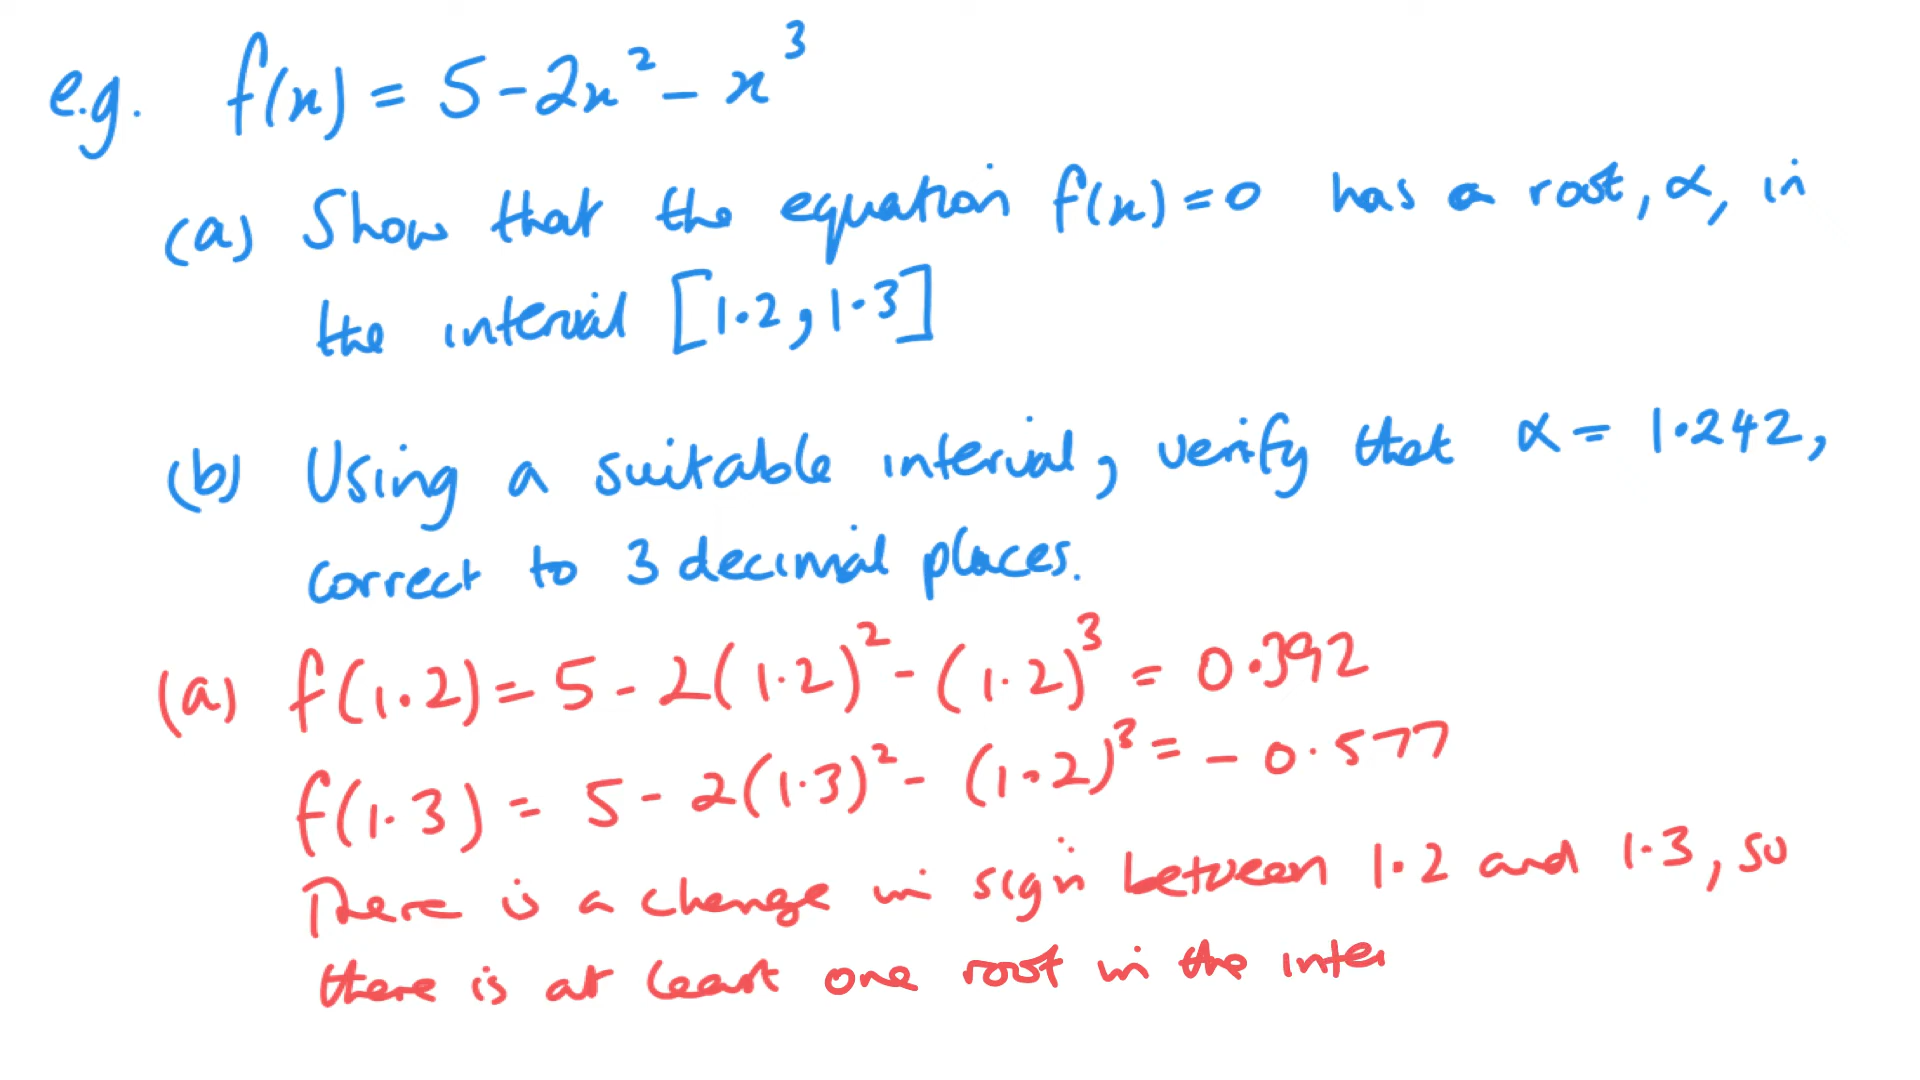 e.g. f(x) = 5 - 2x² - x³
(a) Show that the equation f(x) = 0 has a root, α, in
the interval [1·2, 1·3]
(b) Using a suitable interval, verify that α = 1·242,
correct to 3 decimal places.
(a) f(1·2) = 5 - 2(1·2)² - (1·2)³ = 0·392
f(1·3) = 5 - 2(1·3)² - (1·2)³ = - 0·577
There is a change in sign between 1·2 and 1·3, so
there is at least one root in the inter